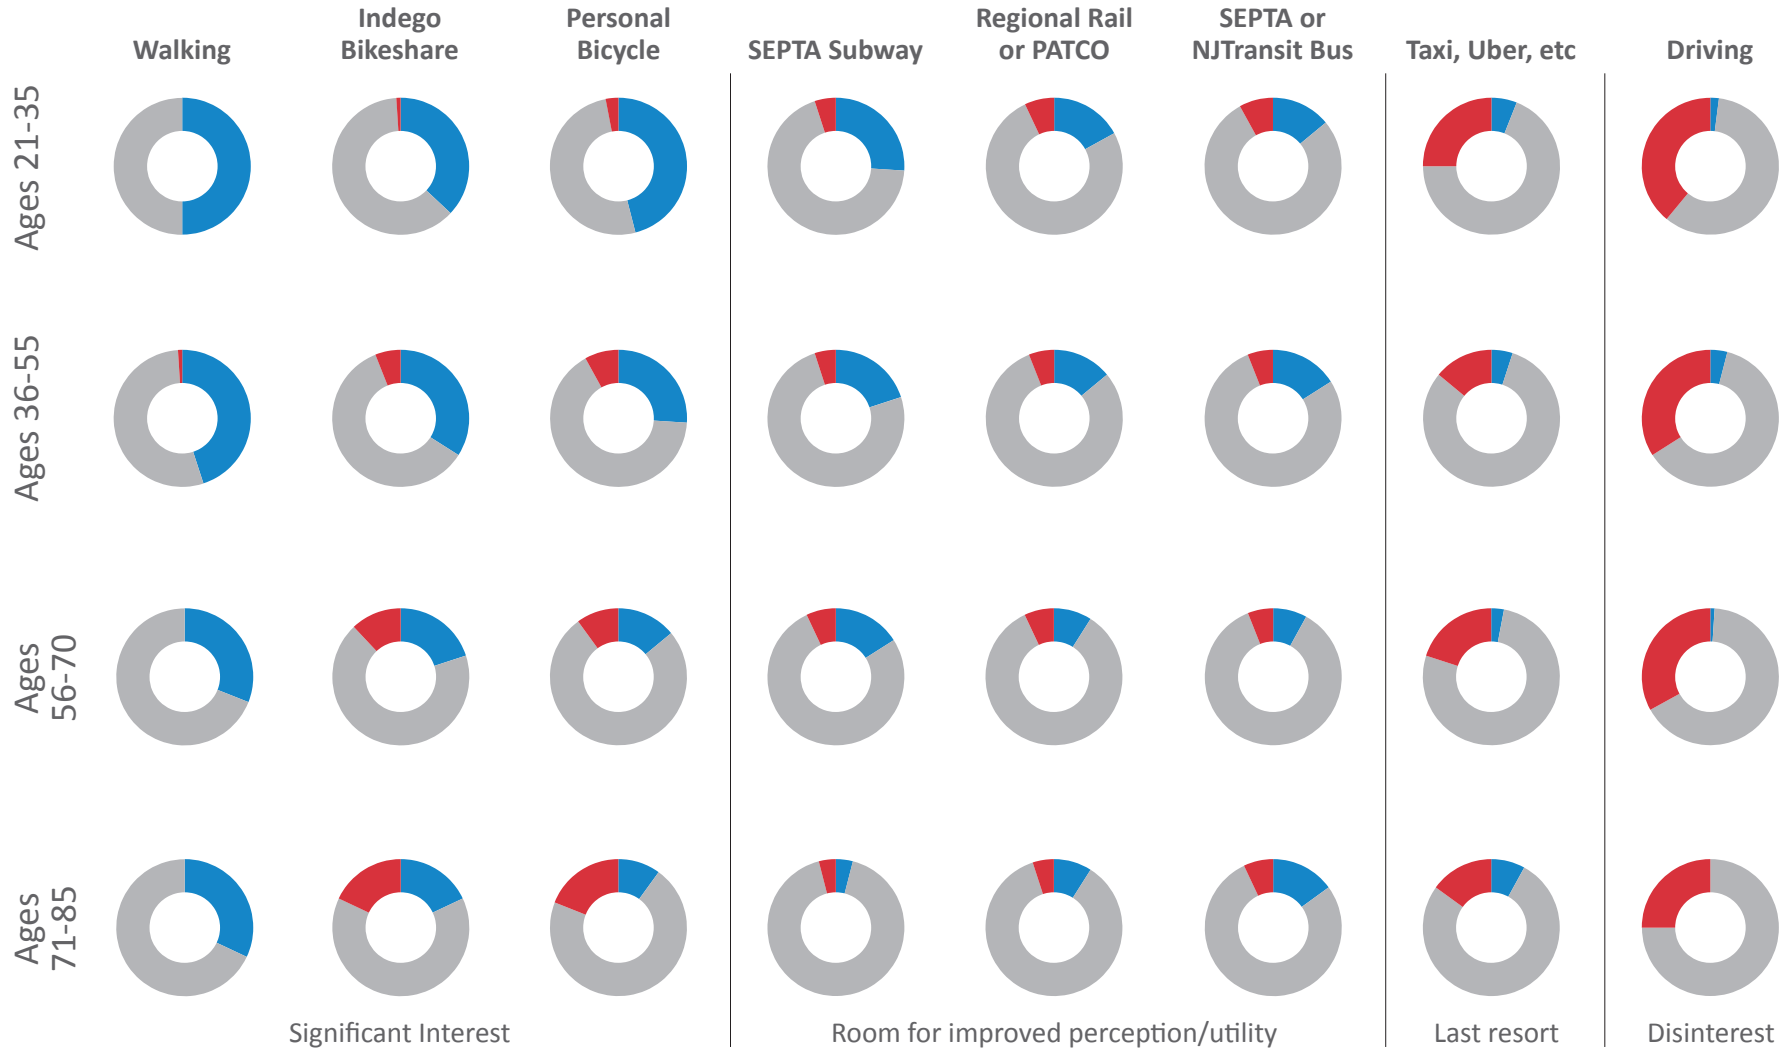 Walking
Indego
Bikeshare
Personal
Bicycle
SEPTA Subway
Regional Rail
or PATCO
SEPTA or
NJTransit Bus
Taxi, Uber, etc
Driving
Ages 21-35
Ages 36-55
Ages
56-70
Ages
71-85
Significant Interest
Room for improved perception/utility
Last resort
Disinterest